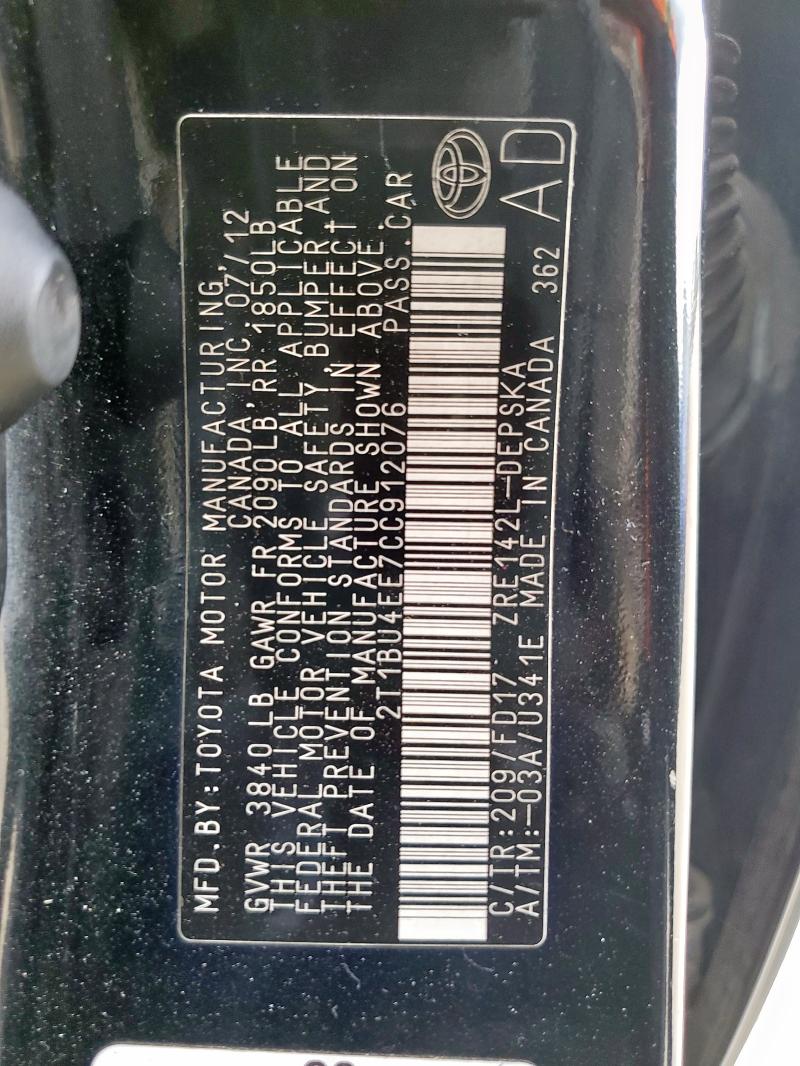 MFD.BY:TOYOTA MOTOR MANUFACTURING,
CANADA, INC. 07/12
GVWR 3840LB GAWR FR 2090LB RR 1850LB
THIS VEHICLE CONFORMS TO ALL APPLICABLE
FEDERAL MOTOR VEHICLE SAFETY, BUMPER, AND
THEFT PREVENTION STANDARDS IN EFFECT ON
THE DATE OF MANUFACTURE SHOWN ABOVE.
2T1BU4EE7CC912076 PASS.CAR
C/TR:209/FD17 ZRE142L-DEPSKA
A/TM:-03A/U341E MADE IN CANADA 362
AD